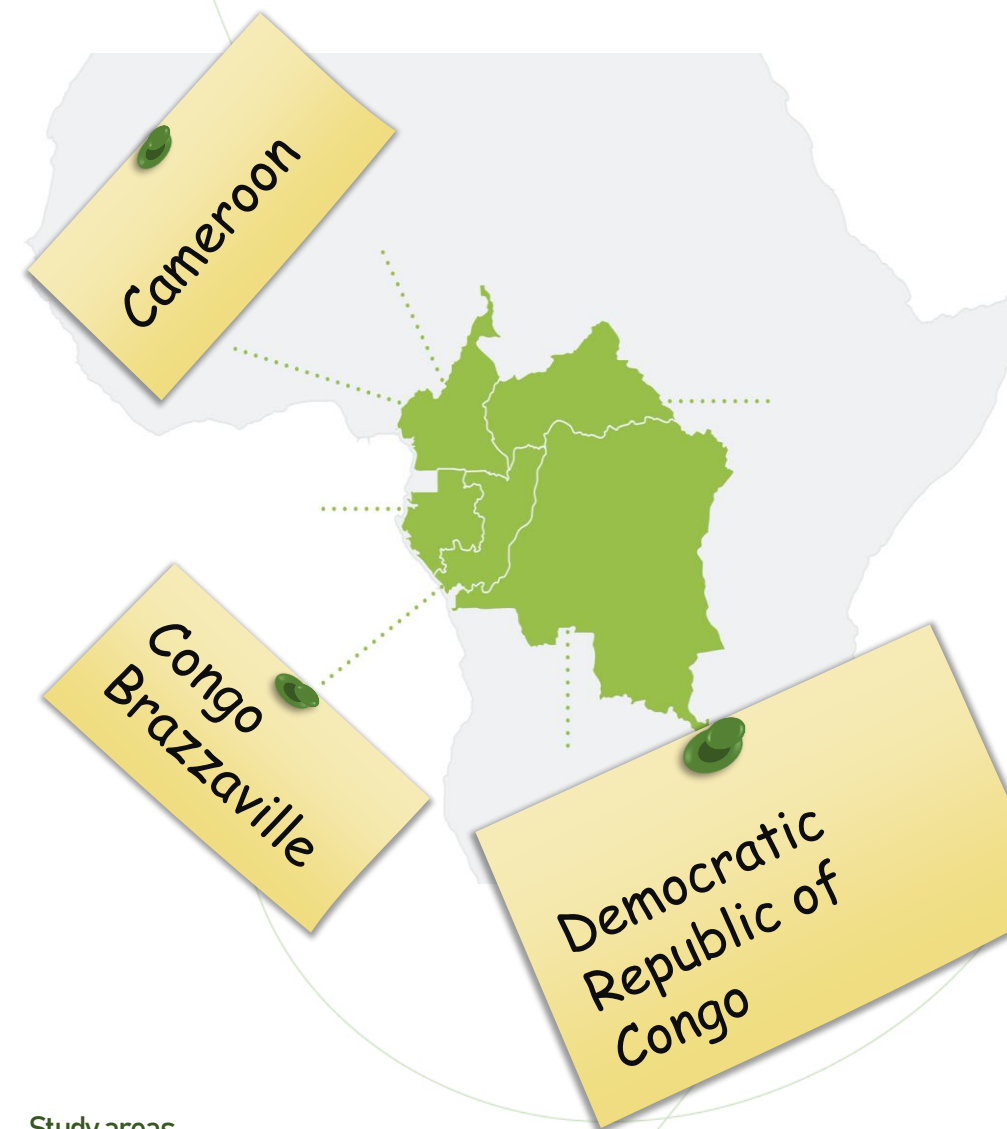 Cameroon
Congo
Brazzaville
Democratic
Republic of
Congo
Study areas